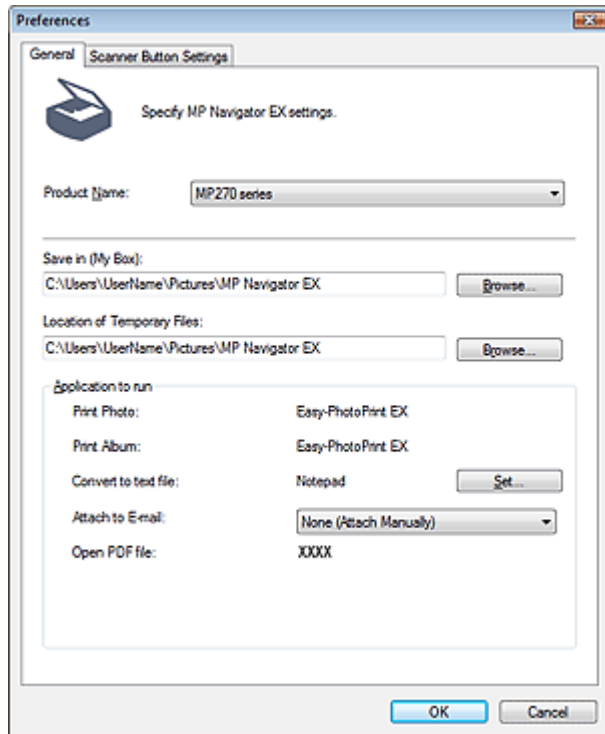 Preferences
General Scanner Button Settings
Specify MP Navigator EX settings.
Product Name: MP270 series
Save in (My Box):
C:\Users\UserName\Pictures\MP Navigator EX Browse...
Location of Temporary Files:
C:\Users\UserName\Pictures\MP Navigator EX Browse...
Application to run
Print Photo: Easy-PhotoPrint EX
Print Album: Easy-PhotoPrint EX
Convert to text file: Notepad Set...
Attach to E-mail: None (Attach Manually)
Open PDF file: XXXX
OK Cancel